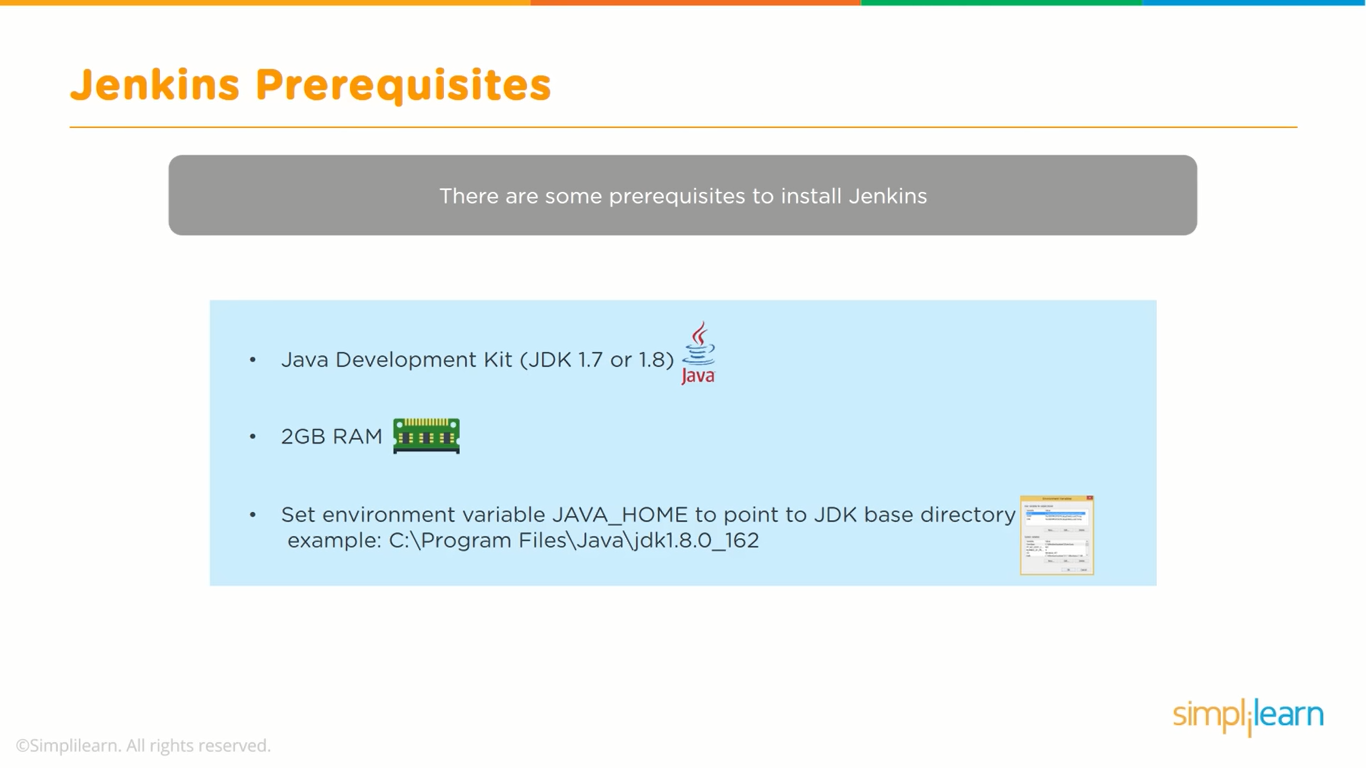 Jenkins Prerequisites
There are some prerequisites to install Jenkins
• Java Development Kit (JDK 1.7 or 1.8)
Java
• 2GB RAM
• Set environment variable JAVA_HOME to point to JDK base directory
example: C:\Program Files\Java\jdk1.8.0_162
simplilearn
©Simplilearn. All rights reserved.